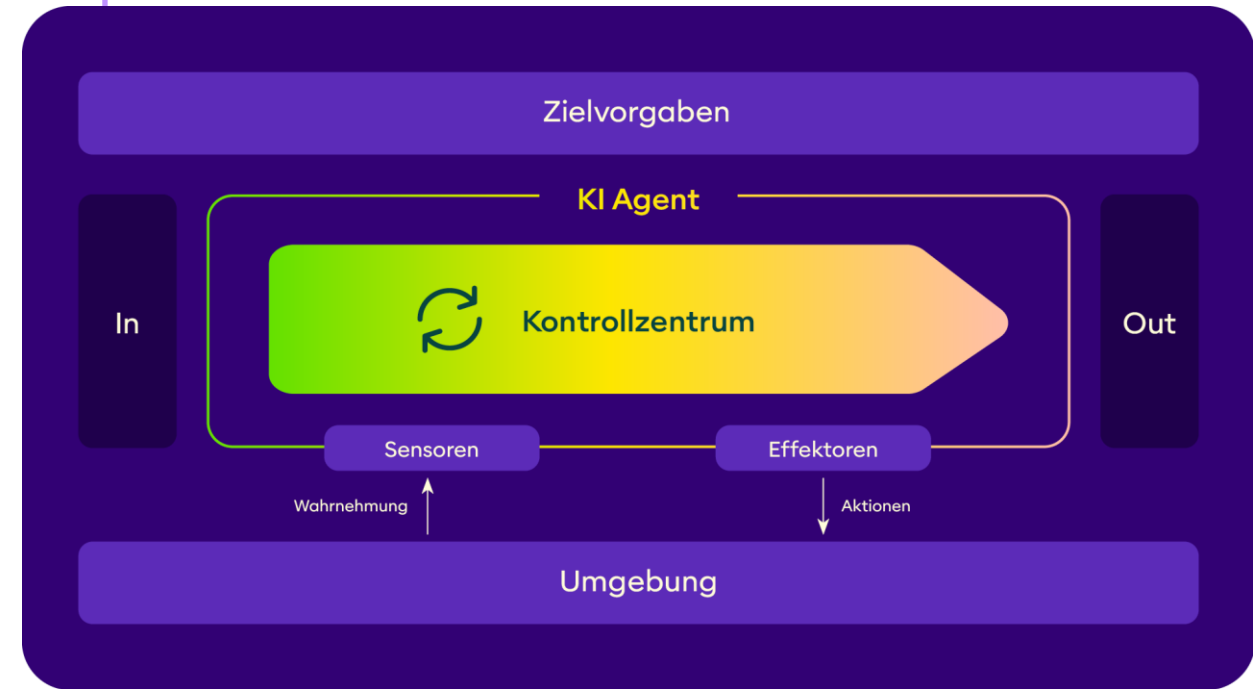 Zielvorgaben
KI Agent
In
Kontrollzentrum
Out
Sensoren
Effektoren
Wahrnehmung
Aktionen
Umgebung